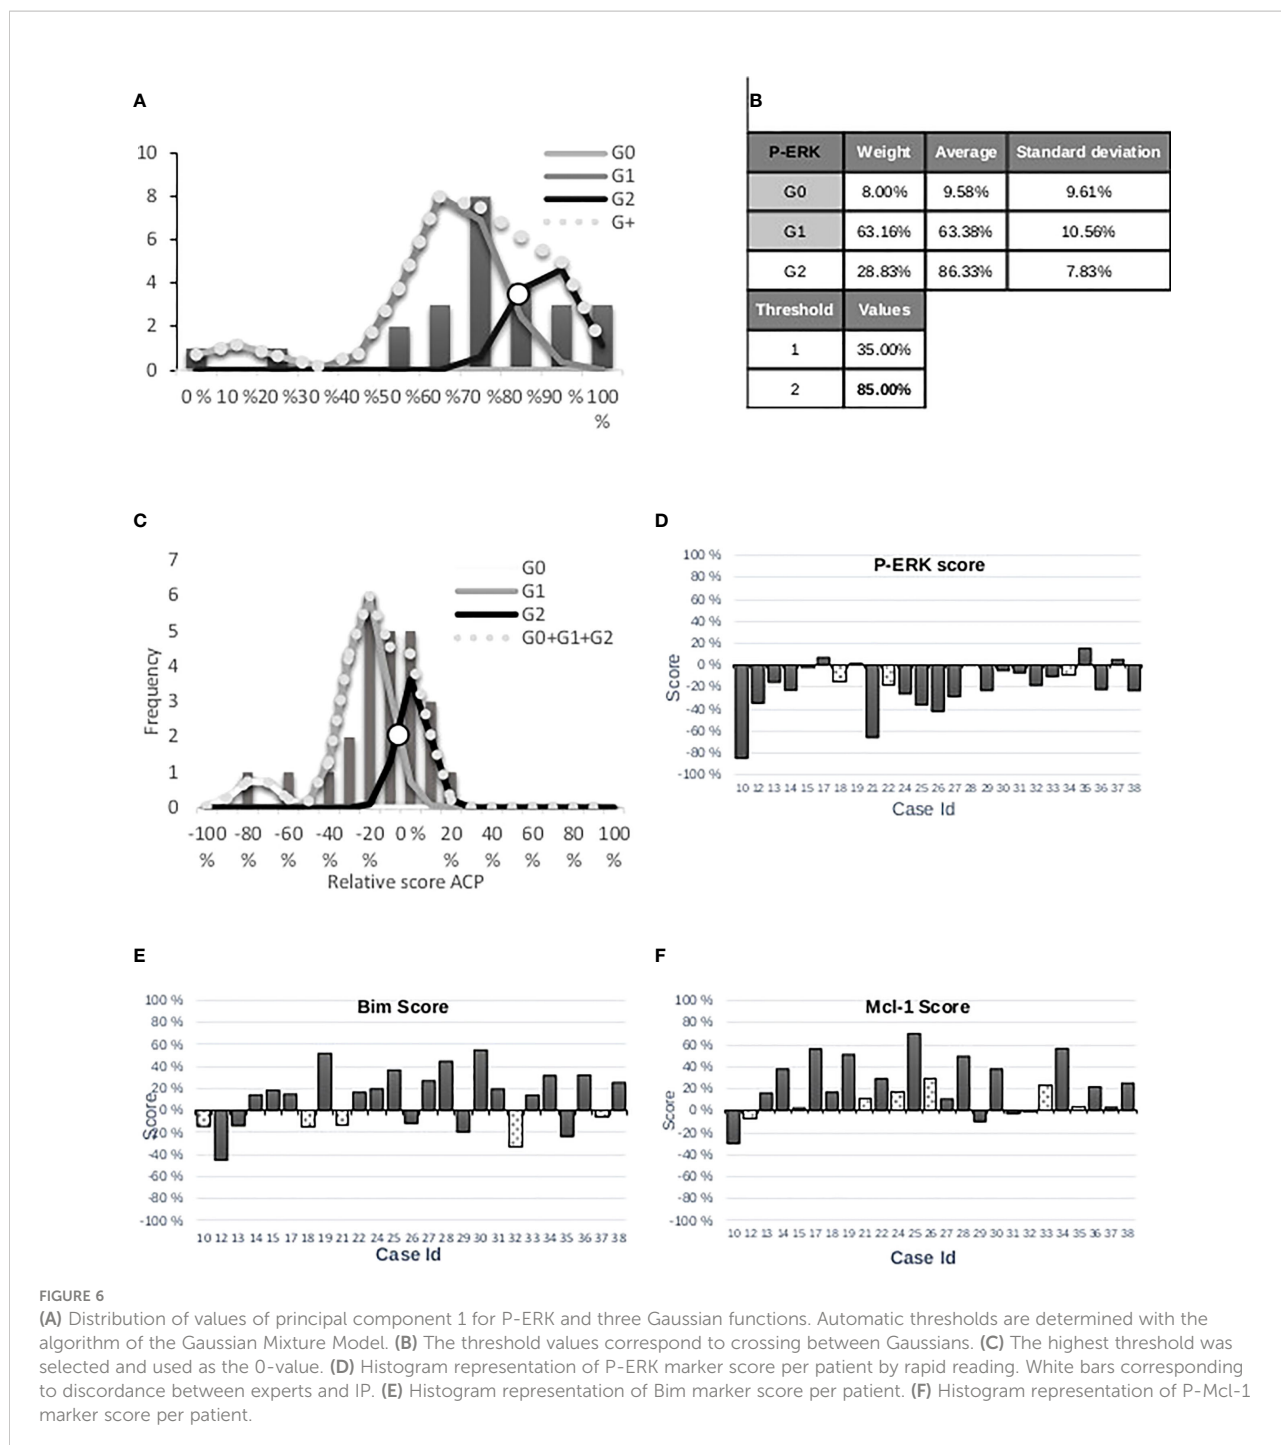 A
10
8
6
4
2
0
G0
G1
G2
G+
0 % 10 %20 %30 %40 %50 %60 %70 %80 %90 % 100
%
B
P-ERK Weight Average Standard deviation
G0 8.00% 9.58% 9.61%
G1 63.16% 63.38% 10.56%
G2 28.83% 86.33% 7.83%
Threshold Values
1 35.00%
2 85.00%
C
7
6
5
4
3
2
1
0
Frequency
G0
G1
G2
G0+G1+G2
-100 -80 -60 -40 -20 0 % 20 40 60 80 100
% % % % % % % % % %
Relative score ACP
D
P-ERK score
100 %
80 %
60 %
40 %
20 %
0 %
-20 %
-40 %
-60 %
-80 %
-100 %
Score
10 12 13 14 15 17 18 19 21 22 24 25 26 27 28 29 30 31 32 33 34 35 36 37 38
Case Id
E
Bim Score
100 %
80 %
60 %
40 %
20 %
0 %
-20 %
-40 %
-60 %
-80 %
-100 %
Score
10 12 13 14 15 17 18 19 21 22 24 25 26 27 28 29 30 31 32 33 34 35 36 37 38
Case Id
F
Mcl-1 Score
100 %
80 %
60 %
40 %
20 %
0 %
-20 %
-40 %
-60 %
-80 %
-100 %
Score
10 12 13 14 15 17 18 19 21 22 24 25 26 27 28 29 30 31 32 33 34 35 36 37 38
Case Id
FIGURE 6
(A) Distribution of values of principal component 1 for P-ERK and three Gaussian functions. Automatic thresholds are determined with the
algorithm of the Gaussian Mixture Model. (B) The threshold values correspond to crossing between Gaussians. (C) The highest threshold was
selected and used as the 0-value. (D) Histogram representation of P-ERK marker score per patient by rapid reading. White bars corresponding
to discordance between experts and IP. (E) Histogram representation of Bim marker score per patient. (F) Histogram representation of P-Mcl-1
marker score per patient.